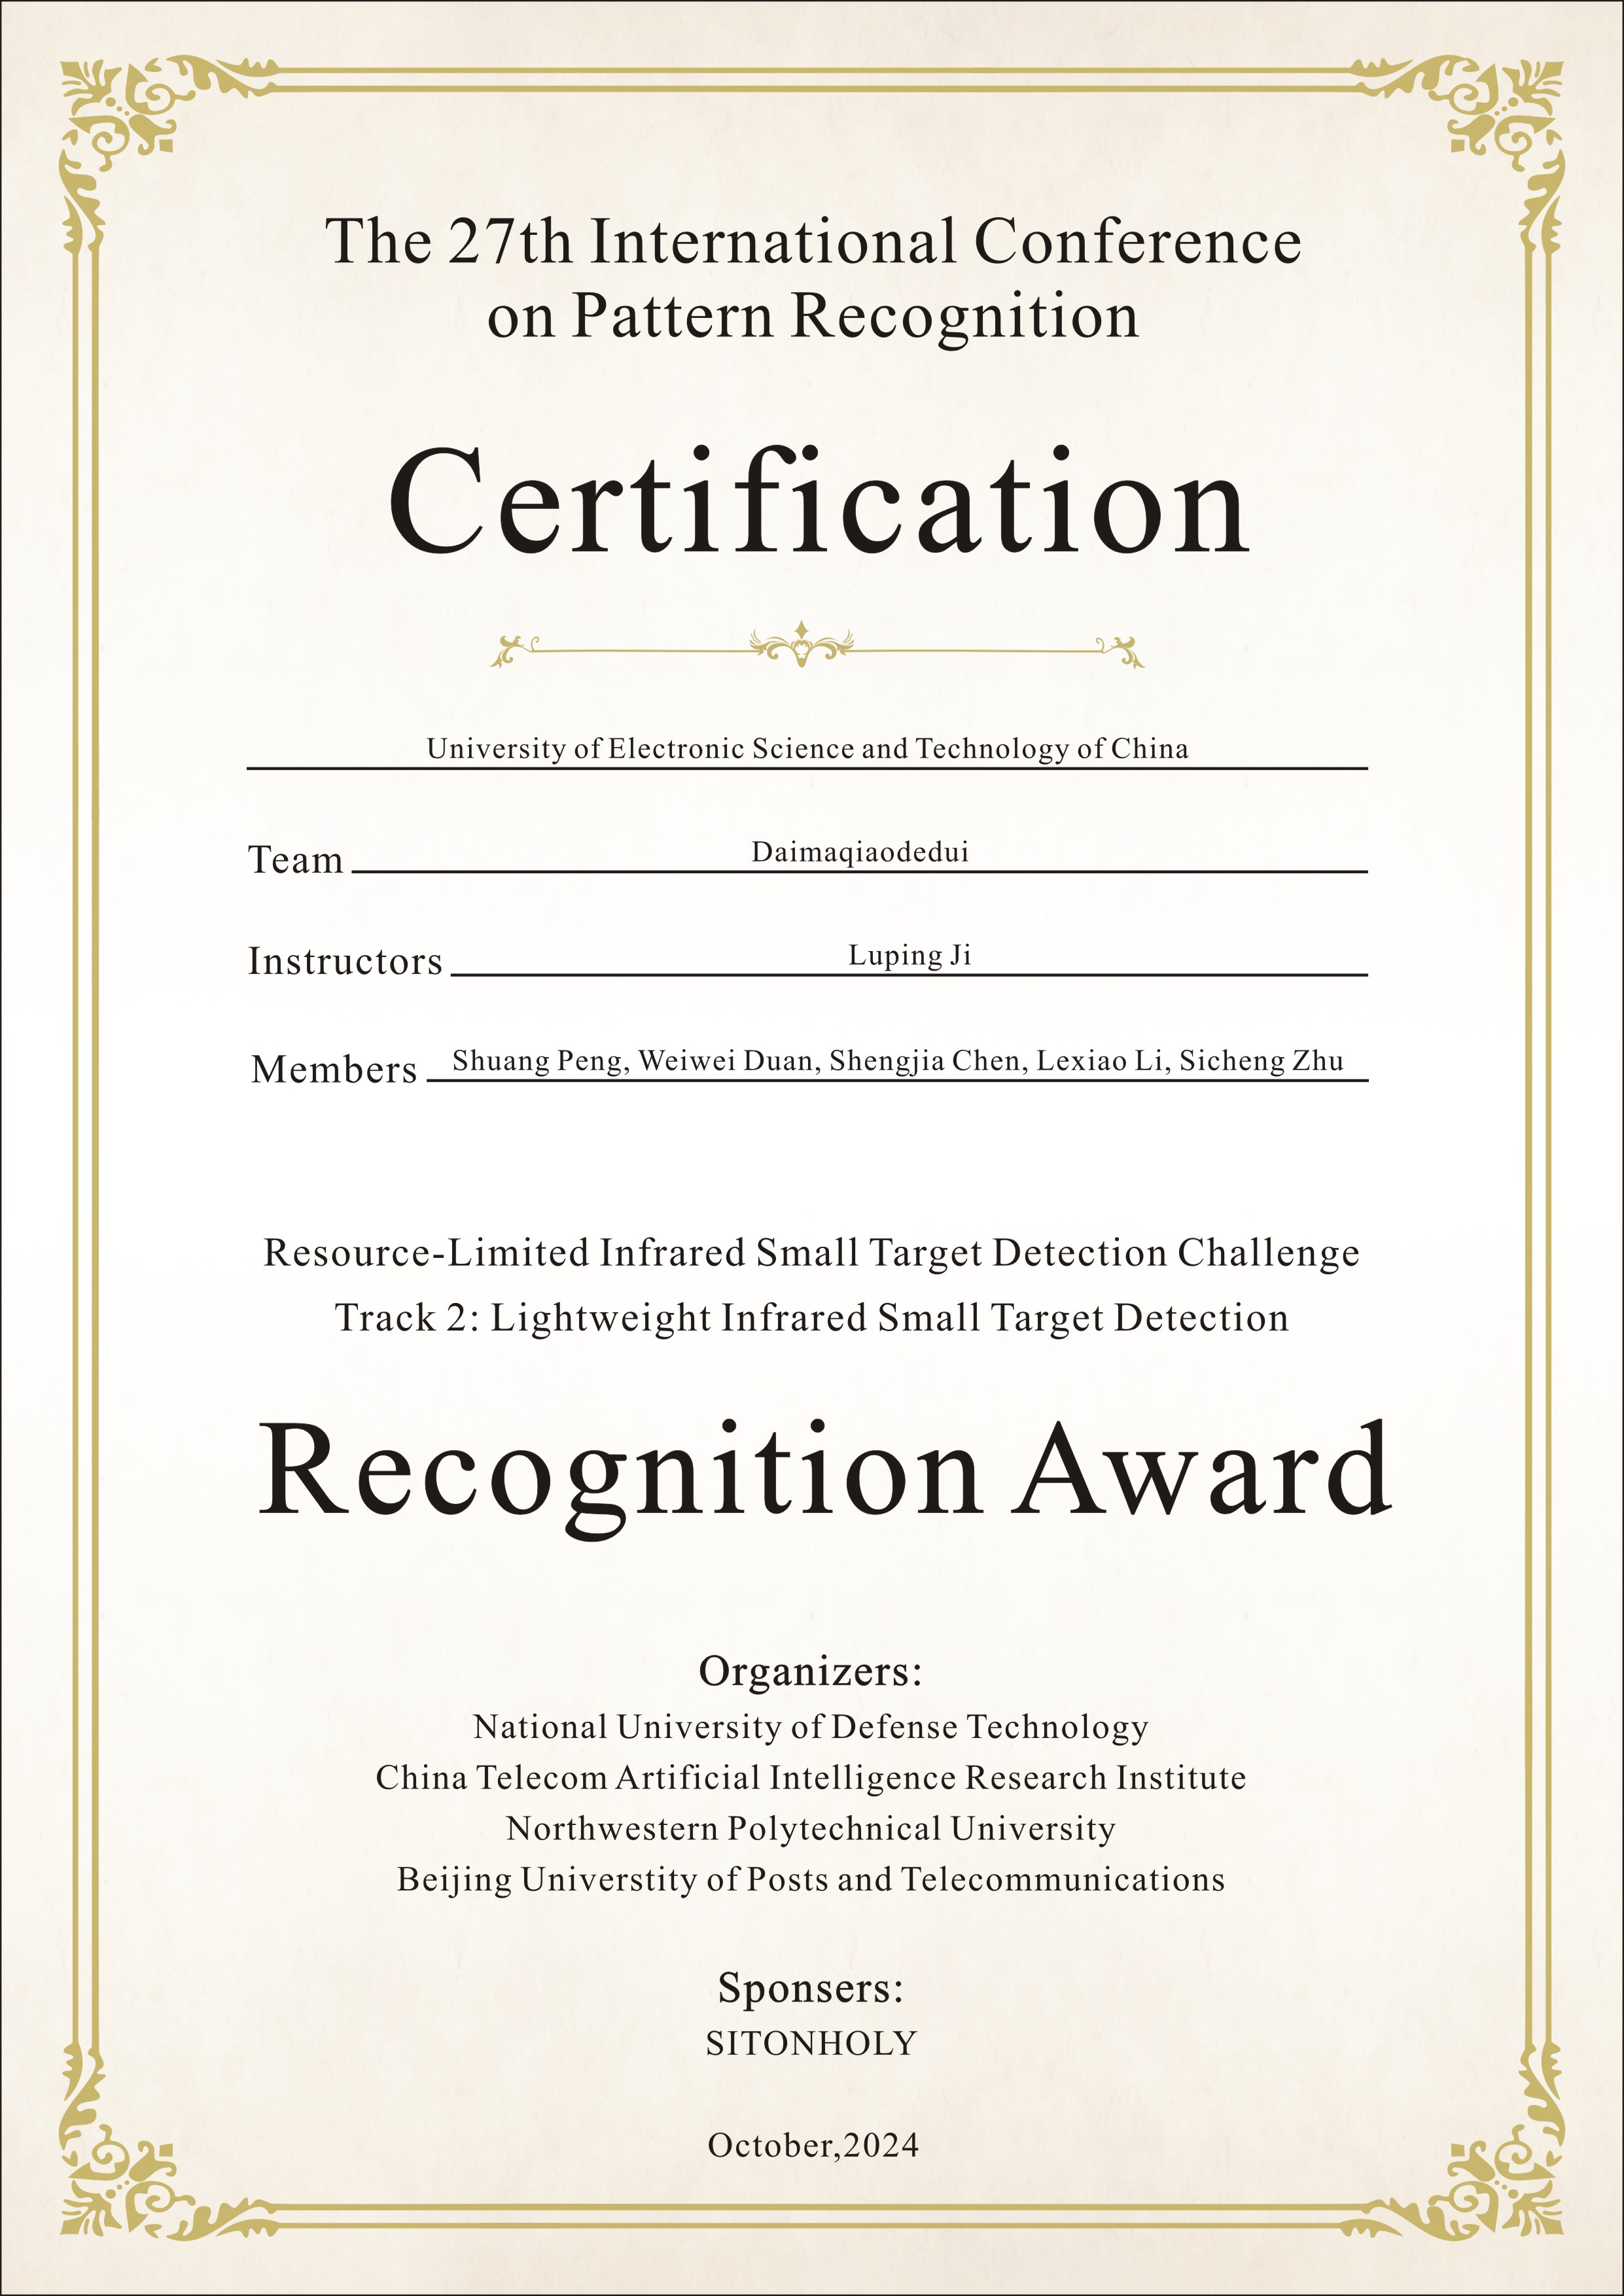 The 27th International Conference
on Pattern Recognition
Certification
University of Electronic Science and Technology of China
Team Daimaqiaodedui
Instructors Luping Ji
Members Shuang Peng, Weiwei Duan, Shengjia Chen, Lexiao Li, Sicheng Zhu
Resource-Limited Infrared Small Target Detection Challenge
Track 2: Lightweight Infrared Small Target Detection
Recognition Award
Organizers:
National University of Defense Technology
China Telecom Artificial Intelligence Research Institute
Northwestern Polytechnical University
Beijing Universtity of Posts and Telecommunications
Sponsers:
SITONHOLY
October,2024